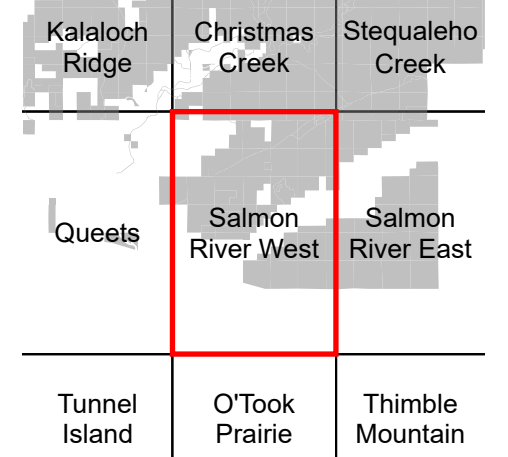 Kalaloch
Ridge
Christmas
Creek
Stequaleho
Creek
Queets
Salmon
River West
Salmon
River East
Tunnel
Island
O'Took
Prairie
Thimble
Mountain